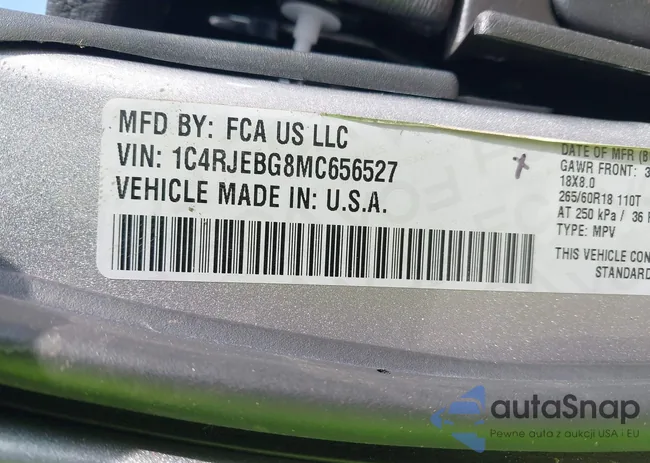 MFD BY: FCA US LLC
VIN: 1C4RJEBG8MC656527
VEHICLE MADE IN: U.S.A.
DATE OF MFR
GAWR FRONT:
18X8.0
265/60R18 110T
AT 250 kPa / 36
TYPE: MPV
THIS VEHICLE
STANDARD
autaSnap
Pewne auta z aukcji USA i EU